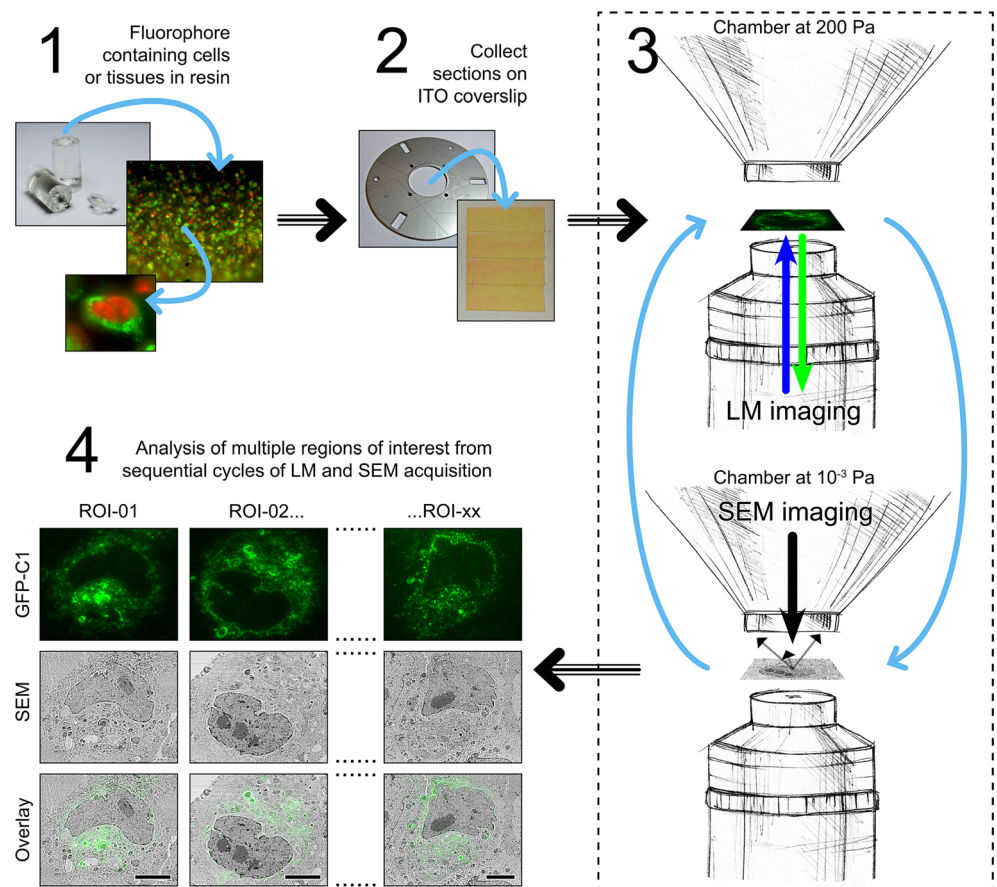 1
Fluorophore
containing cells
or tissues in resin
2
Collect
sections on
ITO coverslip
3
Chamber at 200 Pa
LM imaging
Chamber at 10⁻³ Pa
SEM imaging
4
Analysis of multiple regions of interest from
sequential cycles of LM and SEM acquisition
ROI-01
ROI-02...
...ROI-xx
GFP-C1
SEM
Overlay